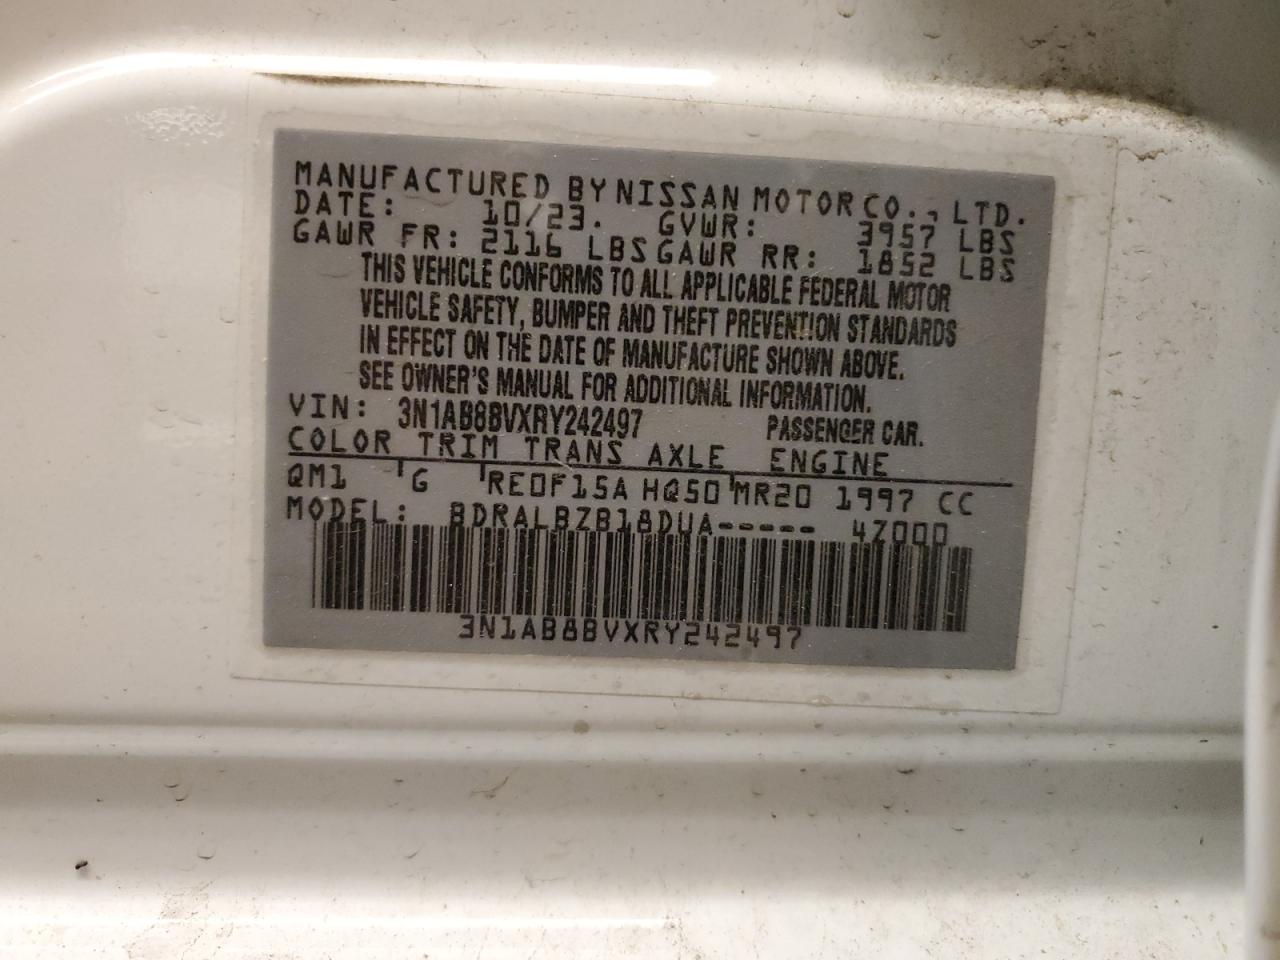 MANUFACTURED BY NISSAN MOTOR CO., LTD.
DATE: 10/23. GVWR: 3957 LBS
GAWR FR: 2116 LBS GAWR RR: 1852 LBS
THIS VEHICLE CONFORMS TO ALL APPLICABLE FEDERAL MOTOR
VEHICLE SAFETY, BUMPER AND THEFT PREVENTION STANDARDS
IN EFFECT ON THE DATE OF MANUFACTURE SHOWN ABOVE.
SEE OWNER'S MANUAL FOR ADDITIONAL INFORMATION.
VIN: 3N1AB8BVXRY242497 PASSENGER CAR.
COLOR TRIM TRANS AXLE ENGINE
QM1 G RE0F15A HQ50 MR20 1997 CC
MODEL: BDRALBZB18DUA----- 4Z000
3N1AB8BVXRY242497